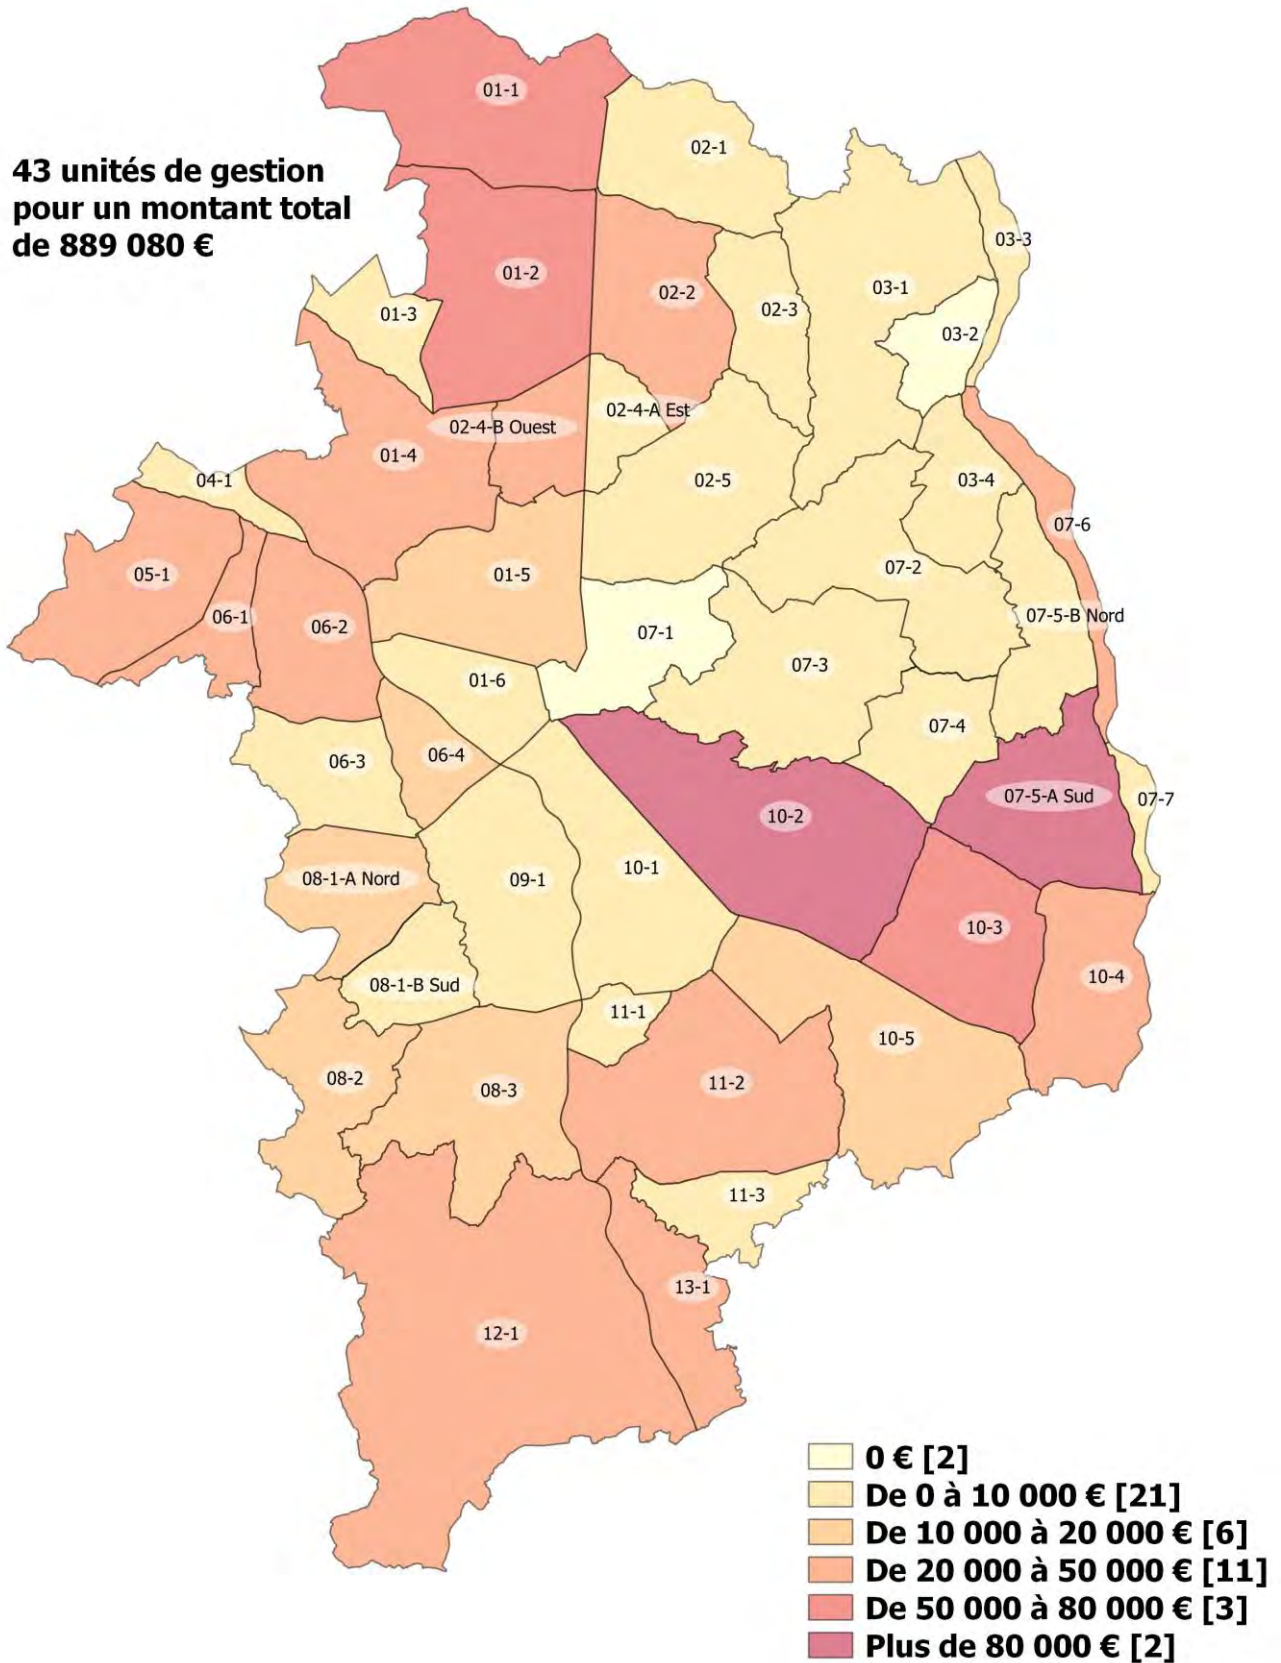 01-1
02-1
43 unités de gestion
pour un montant total
de 889 080 €
03-3
01-2
03-1
02-2
02-3
01-3
03-2
02-4-A Est
02-4-B Ouest
01-4
04-1
02-5
03-4
07-6
05-1
01-5
07-2
06-1
06-2
07-5-B Nord
07-1
07-3
01-6
07-4
06-4
06-3
07-5-A Sud
07-7
10-2
10-1
08-1-A Nord
09-1
10-3
10-4
08-1-B Sud
11-1
10-5
08-2
11-2
08-3
11-3
13-1
12-1
0 € [2]
De 0 à 10 000 € [21]
De 10 000 à 20 000 € [6]
De 20 000 à 50 000 € [11]
De 50 000 à 80 000 € [3]
Plus de 80 000 € [2]